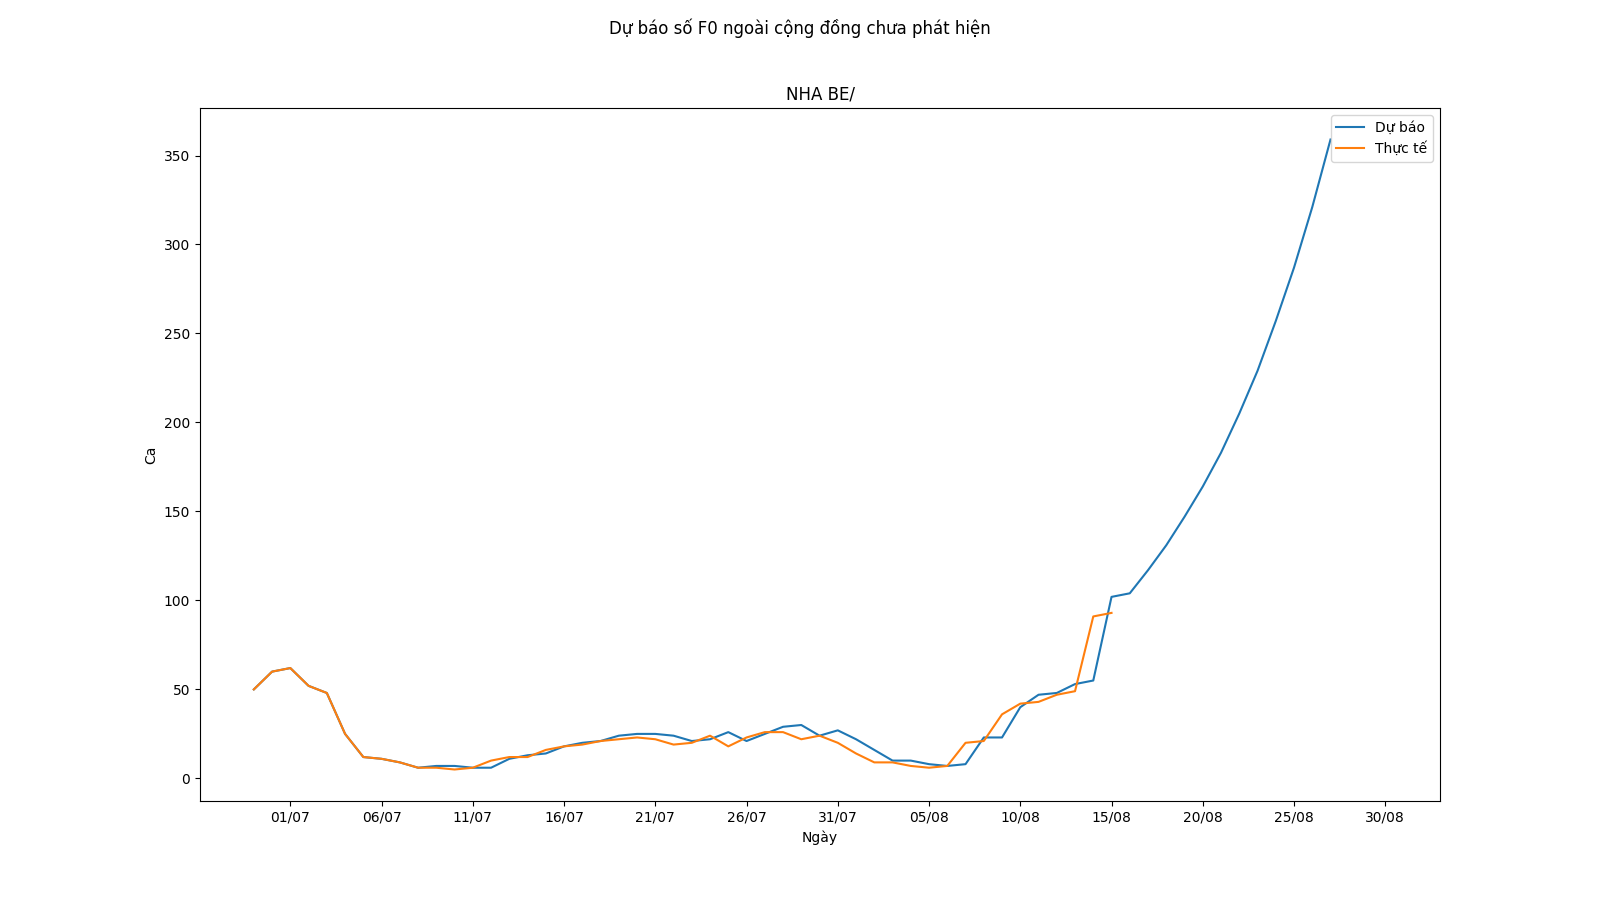 Dự báo số F0 ngoài cộng đồng chưa phát hiện
NHA BE/
Dự báo
Thực tế
350
300
250
200
150
100
50
0
Ca
01/07 06/07 11/07 16/07 21/07 26/07 31/07 05/08 10/08 15/08 20/08 25/08 30/08
Ngày